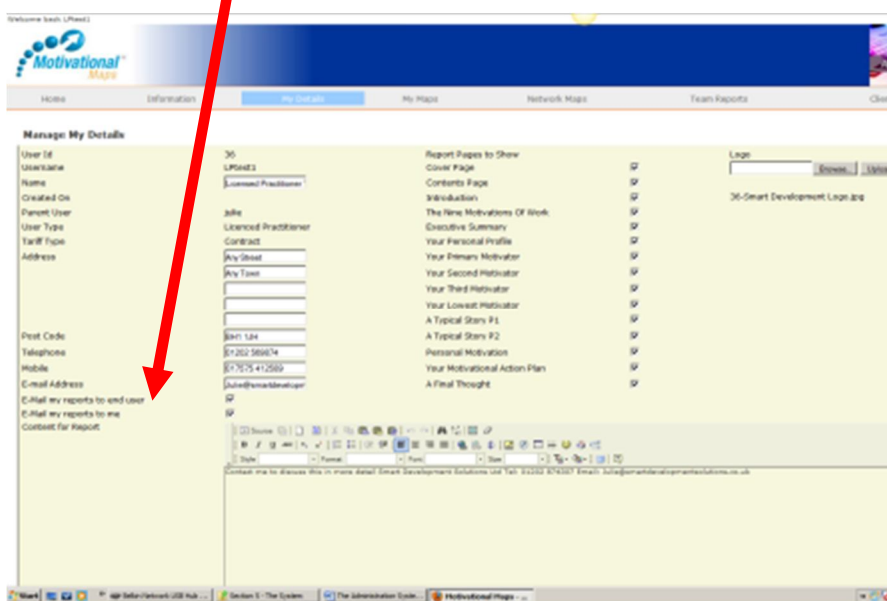 Welcome back LPtest1
Motivational
Maps
Home Information My Details My Maps Network Maps Team Reports
Manage My Details
User Id 36 Report Pages to Show Logo
Username LPtest1 Cover Page Browse...
Name Licensed Practitioner Contents Page
Created On Introduction 36-Smart Development Logo.jpg
Parent User Julie The Nine Motivations Of Work
User Type Licenced Practitioner Executive Summary
Tariff Type Contract Your Personal Profile
Address Any Street Your Primary Motivator
Any Town Your Second Motivator
Your Third Motivator
Your Lowest Motivator
A Typical Story P1
Post Code A Typical Story P2
Telephone Personal Motivation
Mobile Your Motivational Action Plan
E-mail Address A Final Thought
E-Mail my reports to end user
E-Mail my reports to me
Content for Report Source
Style Format Font Size
Contact me to discuss this in more detail Smart Development Solutions Ltd Tel: Email:
Start Section 5 - The System The Administration Motivational Maps - ...